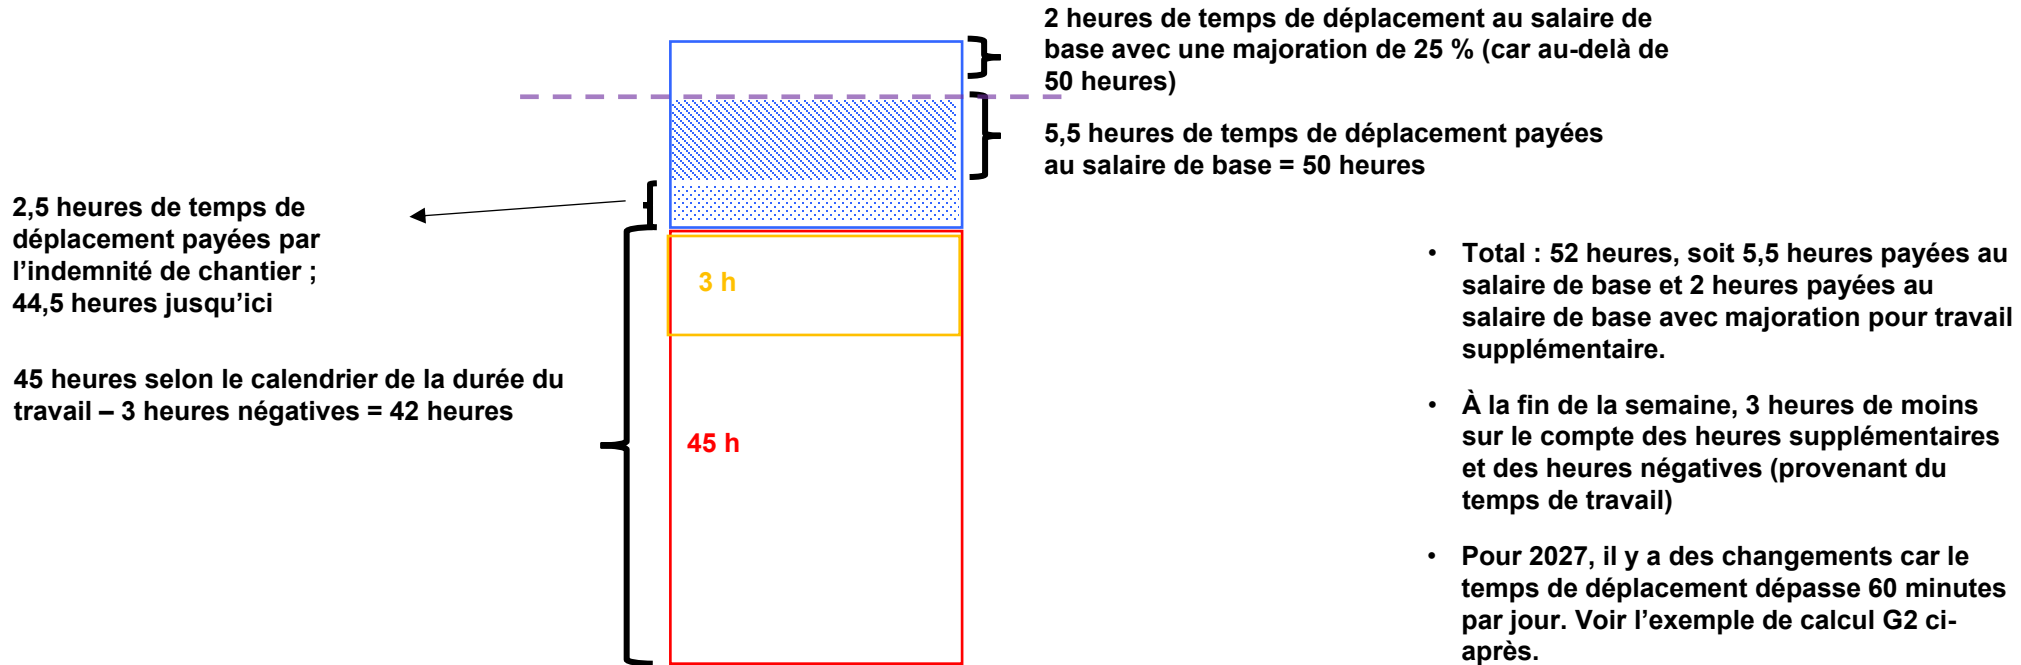 2 heures de temps de déplacement au salaire de
base avec une majoration de 25 % (car au-delà de
50 heures)
5,5 heures de temps de déplacement payées
au salaire de base = 50 heures
2,5 heures de temps de
déplacement payées par
l’indemnité de chantier ;
44,5 heures jusqu’ici
45 heures selon le calendrier de la durée du
travail – 3 heures négatives = 42 heures
3 h
45 h
• Total : 52 heures, soit 5,5 heures payées au
salaire de base et 2 heures payées au
salaire de base avec majoration pour travail
supplémentaire.
• À la fin de la semaine, 3 heures de moins
sur le compte des heures supplémentaires
et des heures négatives (provenant du
temps de travail)
• Pour 2027, il y a des changements car le
temps de déplacement dépasse 60 minutes
par jour. Voir l’exemple de calcul G2 ci-
après.